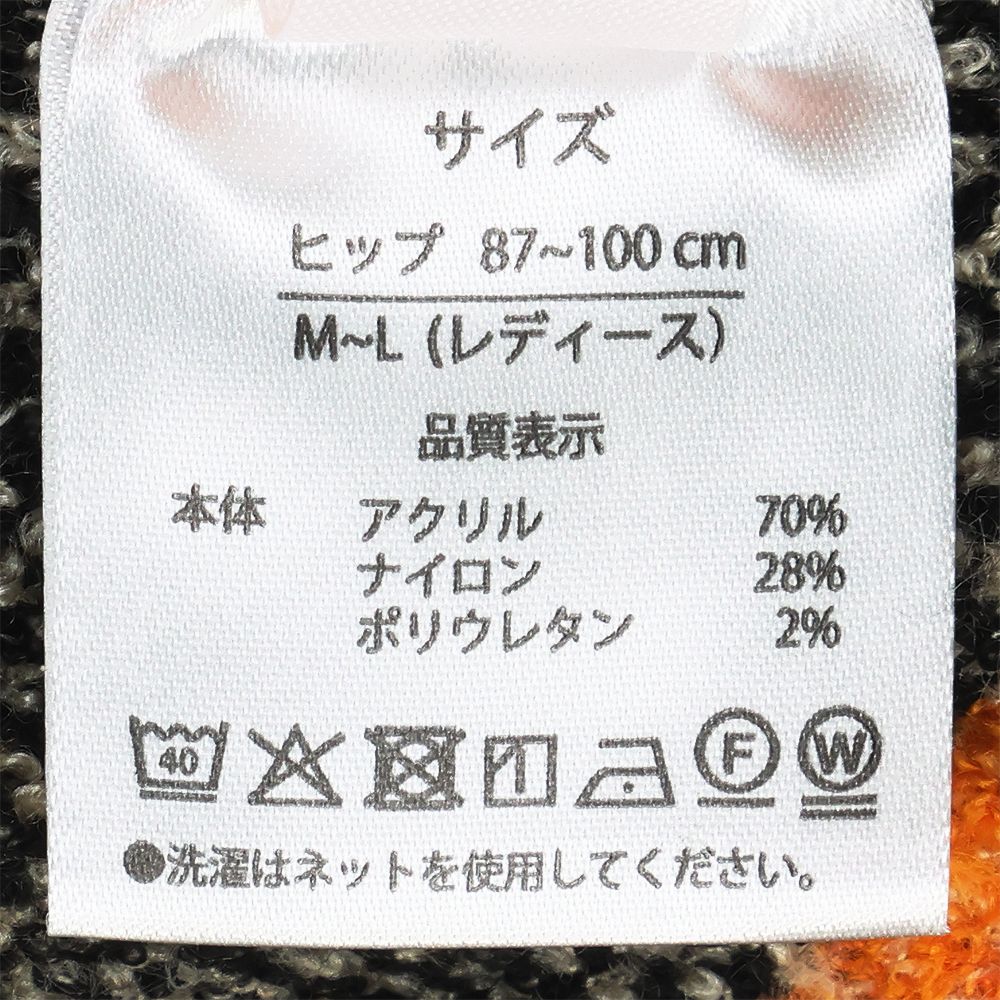 サイズ
ヒップ 87~100 cm
M~L (レディース)
品質表示
本体 アクリル 70%
ナイロン 28%
ポリウレタン 2%
40 F W
●洗濯はネットを使用してください。